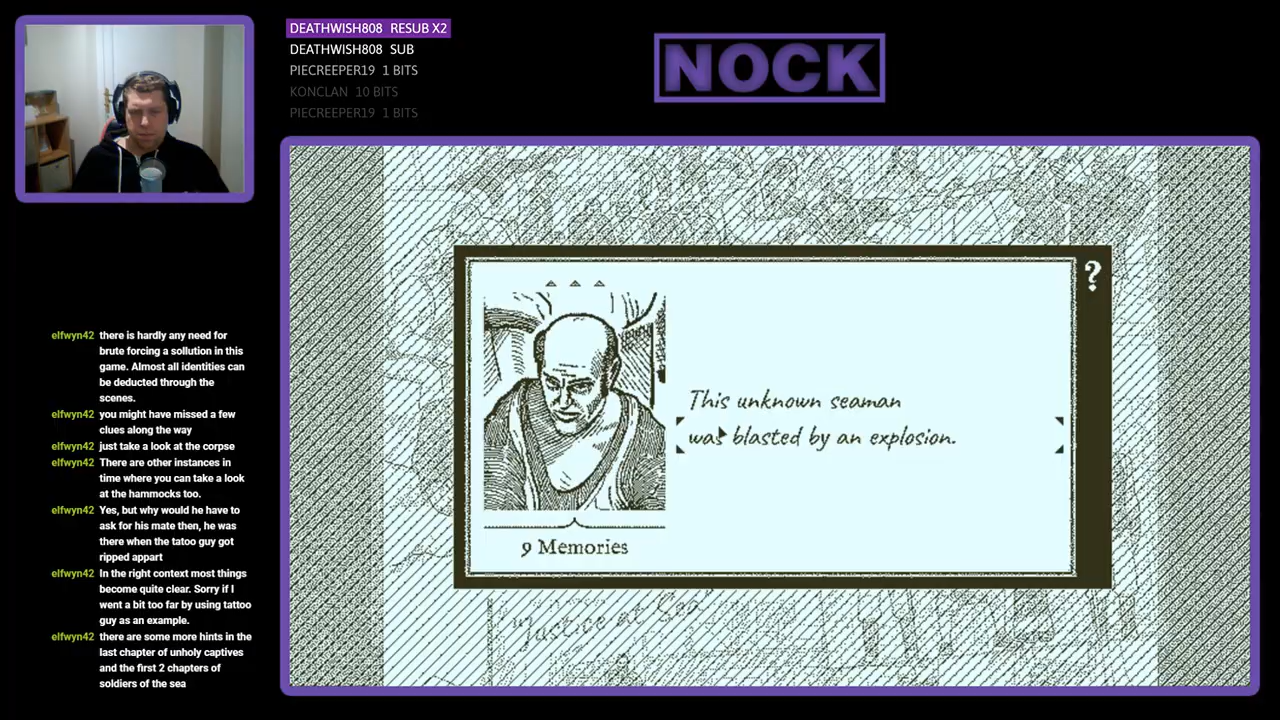 DEATHWISH808 RESUB X2
DEATHWISH808 SUB
PIECREEPER19 1 BITS
KONCLAN 10 BITS
PIECREEPER19 1 BITS
NOCK
elfwyn42 there is hardly any need for
brute forcing a sollution in this
game. Almost all identities can
be deducted through the
scenes.
elfwyn42 you might have missed a few
clues along the way
elfwyn42 just take a look at the corpse
elfwyn42 There are other instances in
time where you can take a look
at the hammocks too.
elfwyn42 Yes, but why would he have to
ask for his mate then, he was
there when the tatoo guy got
ripped appart
elfwyn42 In the right context most things
become quite clear. Sorry if I
went a bit too far by using tattoo
guy as an example.
elfwyn42 there are some more hints in the
last chapter of unholy captives
and the first 2 chapters of
soldiers of the sea
?
This unknown seaman
was blasted by an explosion.
9 Memories
"Justice at Sea"